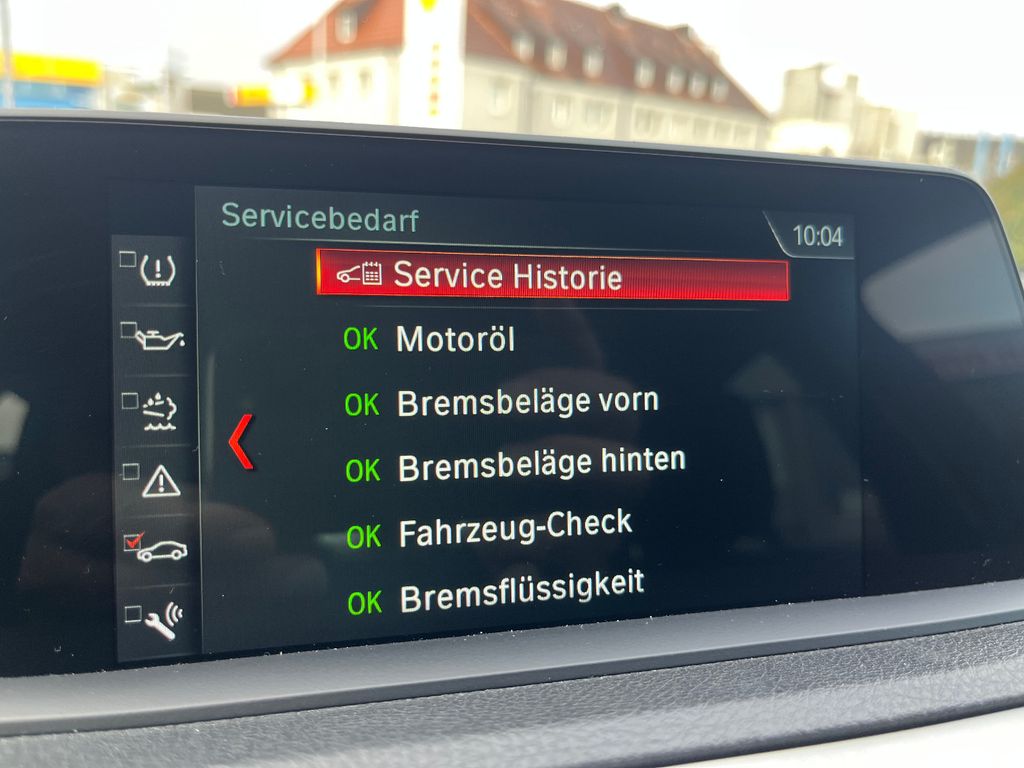 Servicebedarf
10:04
Service Historie
OK Motoröl
OK Bremsbeläge vorn
OK Bremsbeläge hinten
OK Fahrzeug-Check
OK Bremsflüssigkeit